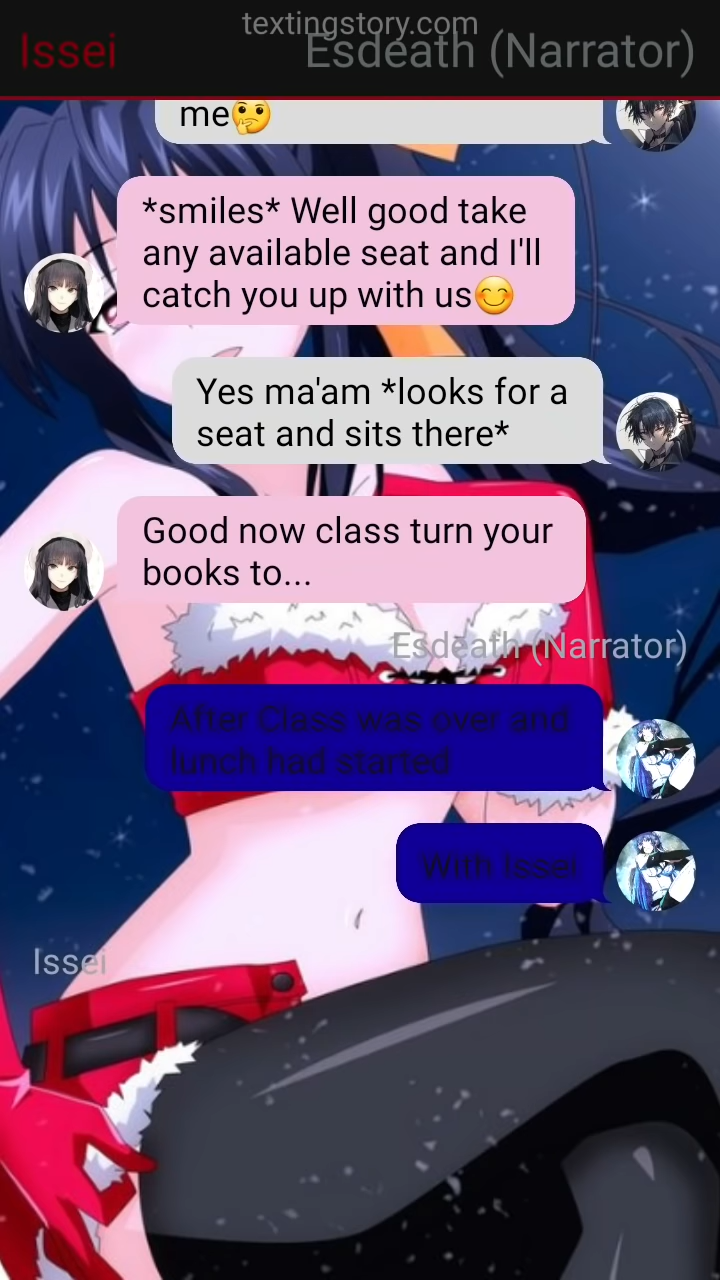 textingstory.com
Issei
Esdeath (Narrator)
me🤔
*smiles* Well good take
any available seat and I'll
catch you up with us😊
Yes ma'am *looks for a
seat and sits there*
Good now class turn your
books to...
Esdeath (Narrator)
After Class was over and
lunch had started
With Issei
Issei